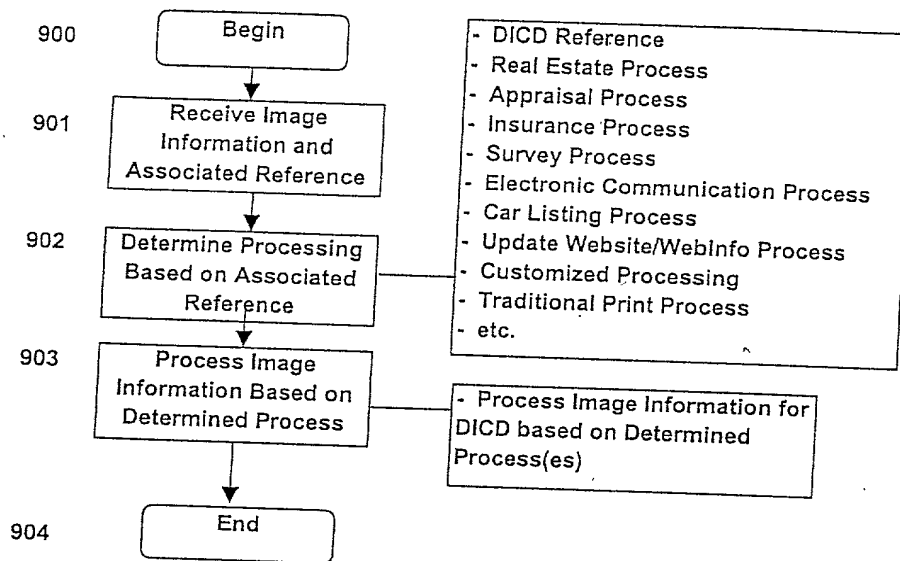 900
Begin
901
Receive Image
Information and
Associated Reference
902
Determine Processing
Based on Associated
Reference
- DICD Reference
- Real Estate Process
- Appraisal Process
- Insurance Process
- Survey Process
- Electronic Communication Process
- Car Listing Process
- Update Website/WebInfo Process
- Customized Processing
- Traditional Print Process
- etc.
903
Process Image
Information Based on
Determined Process
- Process Image Information for
DICD based on Determined
Process(es)
904
End